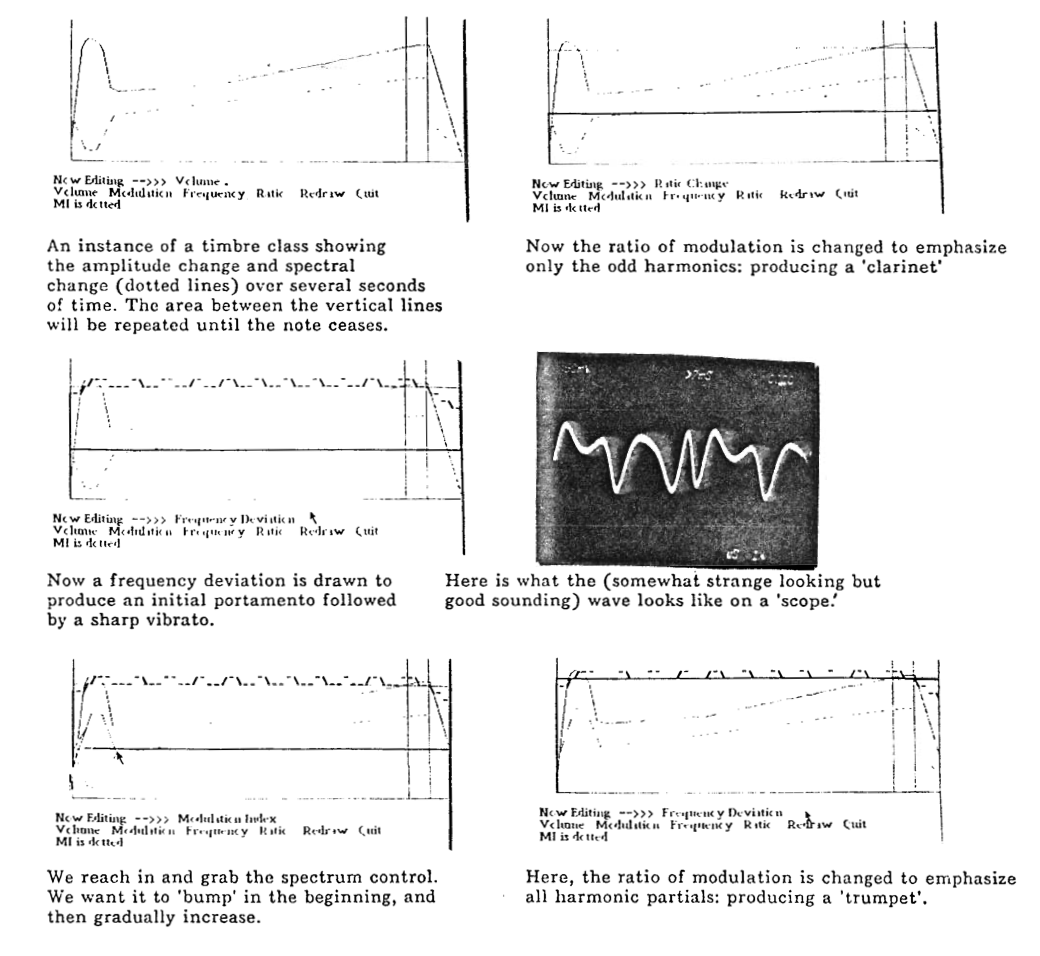 Now Editing -->>> Volume .
Volume Modulation Frequency Ratio Redraw Quit
MI is dotted
An instance of a timbre class showing
the amplitude change and spectral
change (dotted lines) over several seconds
of time. The area between the vertical lines
will be repeated until the note ceases.
Now Editing -->>> Ratio Change
Volume Modulation Frequency Ratio Redraw Quit
MI is dotted
Now the ratio of modulation is changed to emphasize
only the odd harmonics: producing a 'clarinet'
Now Editing -->>> Frequency Deviation
Volume Modulation Frequency Ratio Redraw Quit
MI is dotted
Now a frequency deviation is drawn to
produce an initial portamento followed
by a sharp vibrato.
Here is what the (somewhat strange looking but
good sounding) wave looks like on a 'scope.'
Now Editing -->>> Modulation Index
Volume Modulation Frequency Ratio Redraw Quit
MI is dotted
We reach in and grab the spectrum control.
We want it to 'bump' in the beginning, and
then gradually increase.
Now Editing -->>> Frequency Deviation
Volume Modulation Frequency Ratio Redraw Quit
MI is dotted
Here, the ratio of modulation is changed to emphasize
all harmonic partials: producing a 'trumpet'.